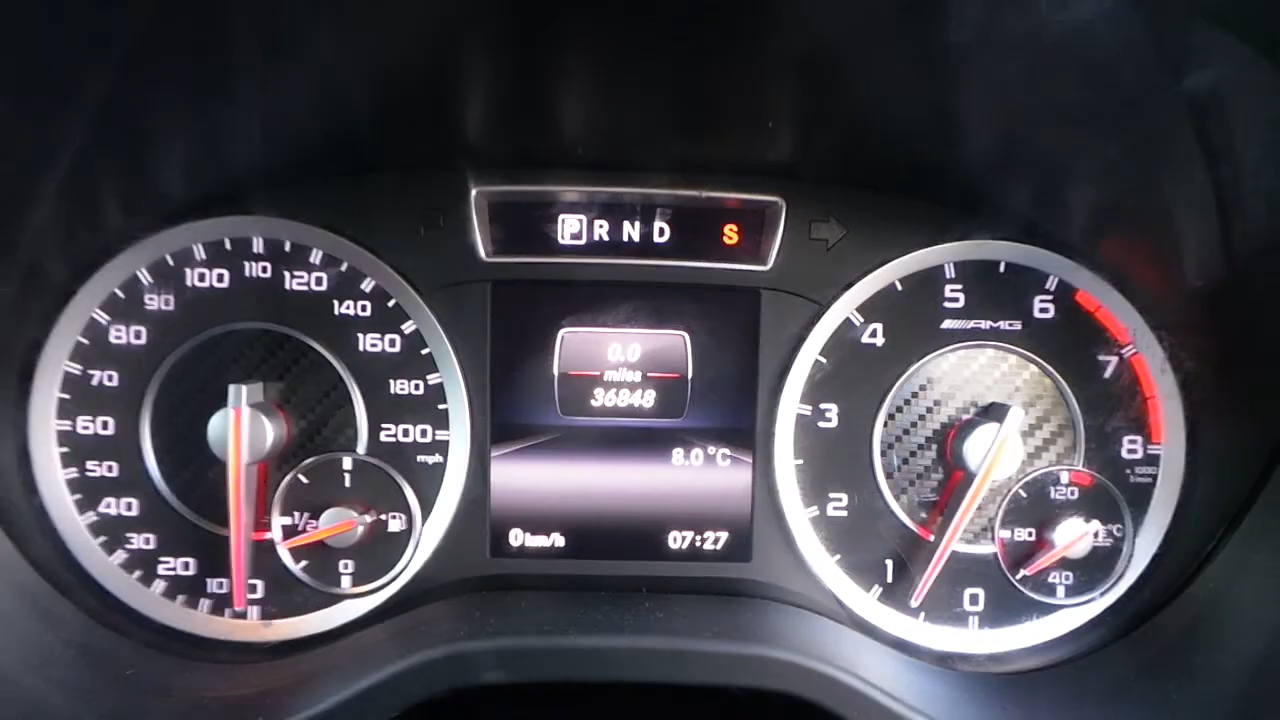 P R N D S
100 110 120
90 140
80 160
70 180
60 200
mph
50
40
30
20
10 0
1
1/2
0
0.0
miles
36848
8.0°C
0 km/h 07:27
5 6
4 AMG
7
3
8
x 1000
1/min
2
1 0
120
80 °C
40